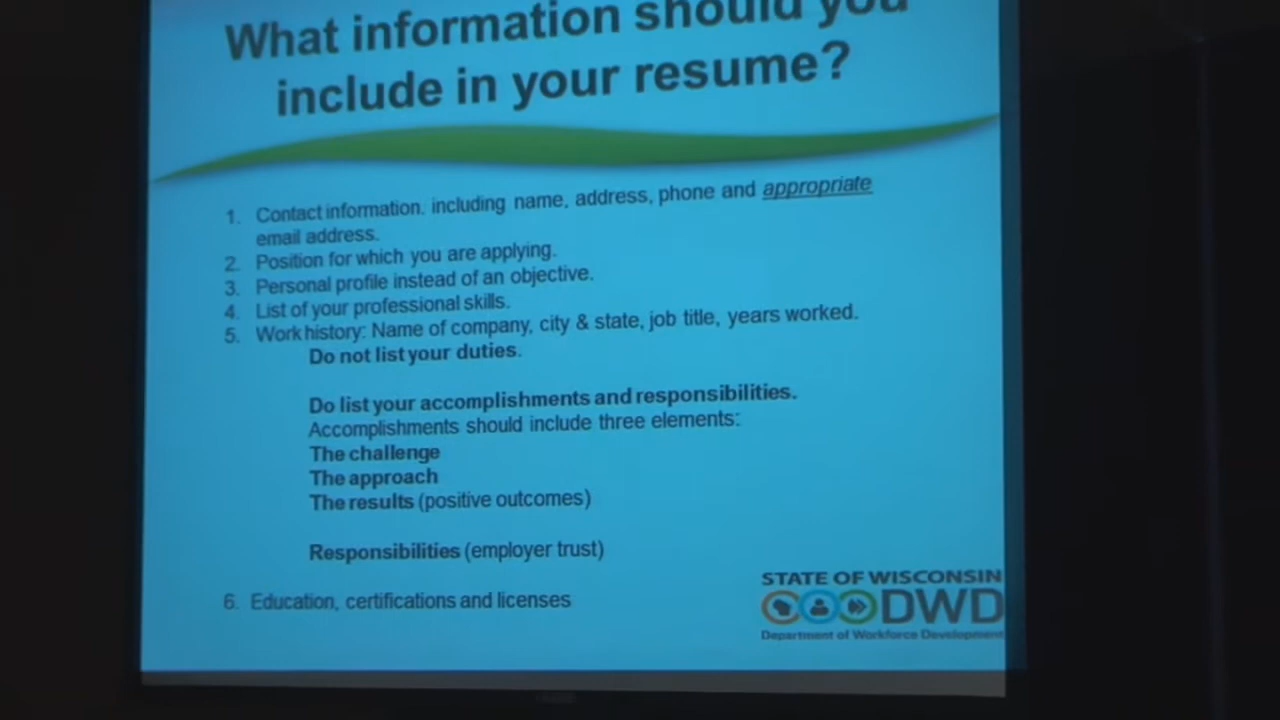 What information should you
include in your resume?
1. Contact information. including name, address, phone and appropriate
email address.
2. Position for which you are applying.
3. Personal profile instead of an objective.
4. List of your professional skills.
5. Work history: Name of company, city & state, job title, years worked.
Do not list your duties.
Do list your accomplishments and responsibilities.
Accomplishments should include three elements:
The challenge
The approach
The results (positive outcomes)
Responsibilities (employer trust)
6. Education, certifications and licenses
STATE OF WISCONSIN
DWD
Department of Workforce Development